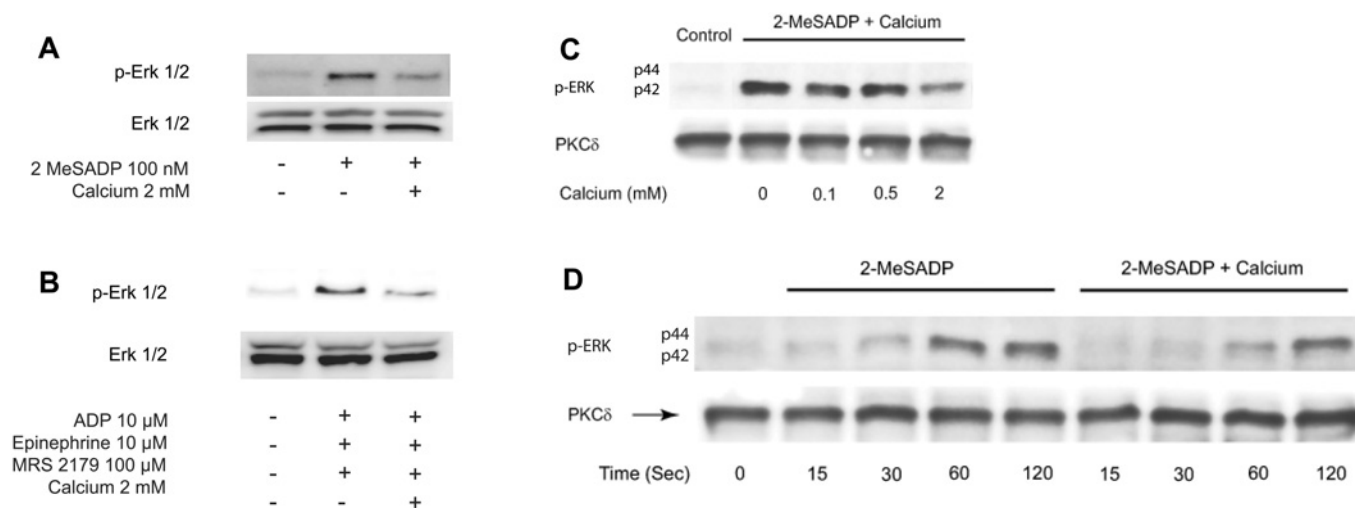 A
p-Erk 1/2
Erk 1/2
2 MeSADP 100 nM - + +
Calcium 2 mM - - +
B
p-Erk 1/2
Erk 1/2
ADP 10 µM - + +
Epinephrine 10 µM - + +
MRS 2179 100 µM - + +
Calcium 2 mM - - +
C
2-MeSADP + Calcium
Control
p-ERK
p44
p42
PKCδ
Calcium (mM) 0 0.1 0.5 2
D
2-MeSADP 2-MeSADP + Calcium
p-ERK
p44
p42
PKCδ
Time (Sec) 0 15 30 60 120 15 30 60 120